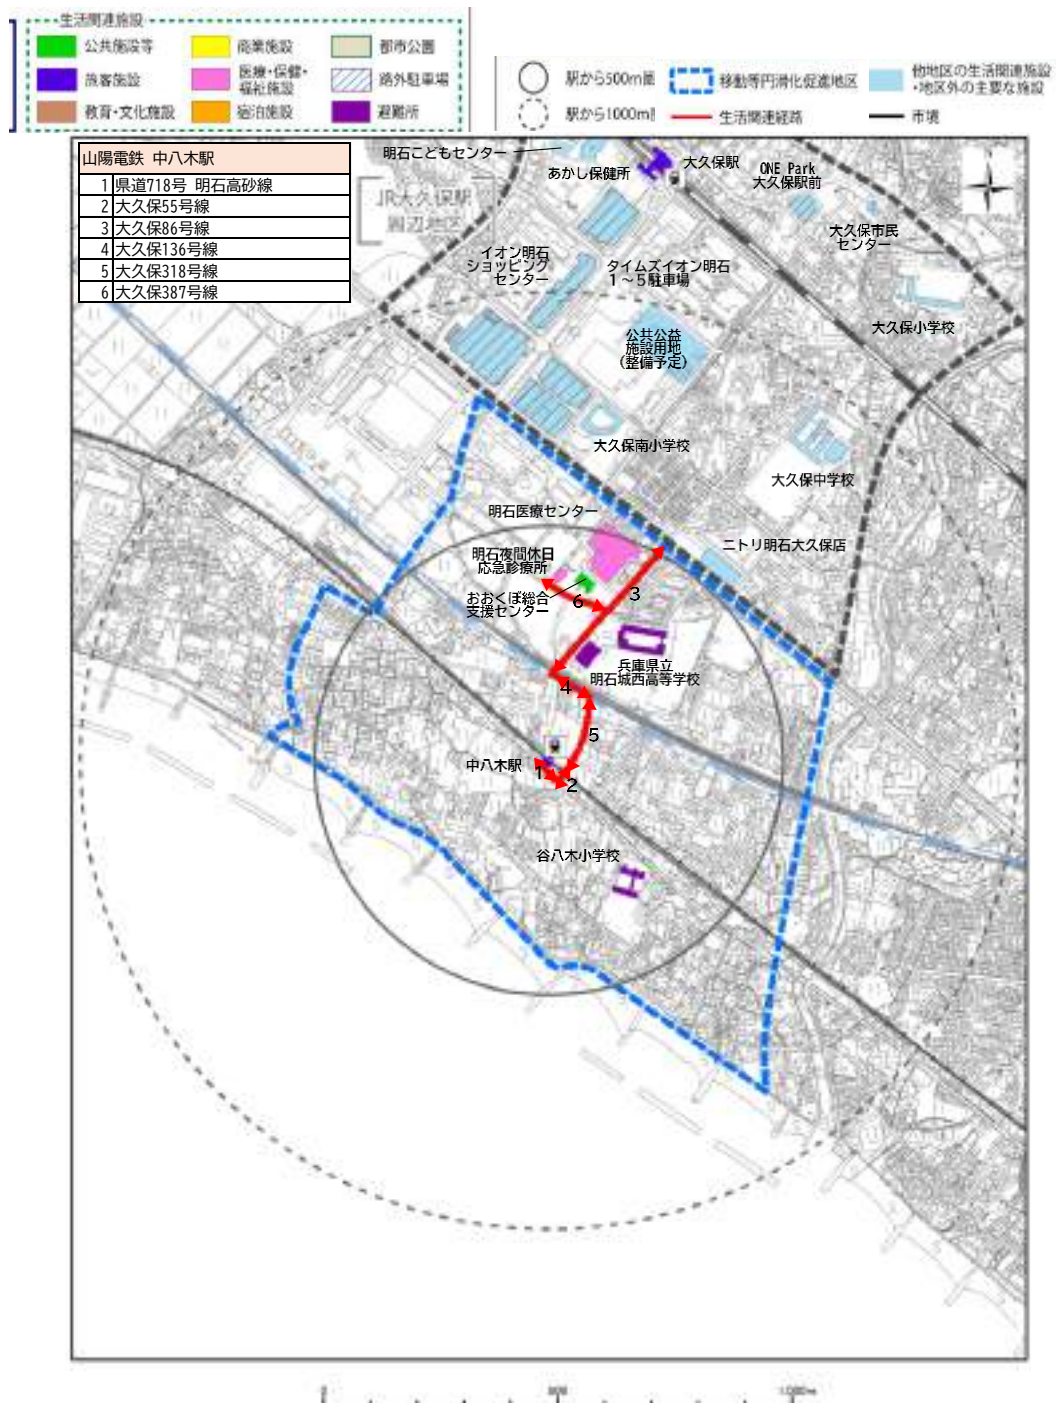 生活関連施設
公共施設等
商業施設
都市公園
旅客施設
医療・保健・
福祉施設
路外駐車場
教育・文化施設
宿泊施設
避難所
駅から500m圏
移動等円滑化促進地区
他地区の生活関連施設
・地区外の主要な施設
駅から1000m圏
生活関連経路
市境
山陽電鉄 中八木駅
1 県道718号 明石高砂線
2 大久保55号線
3 大久保86号線
4 大久保136号線
5 大久保318号線
6 大久保387号線
JR大久保駅
周辺地区
明石こどもセンター
あかし保健所
大久保駅
ONE Park
大久保駅前
大久保市民
センター
イオン明石
ショッピング
センター
タイムズイオン明石
1～5駐車場
大久保小学校
公共公益
施設用地
(整備予定)
大久保南小学校
大久保中学校
明石医療センター
ニトリ明石大久保店
明石夜間休日
応急診療所
おおくぼ総合
支援センター
6
3
兵庫県立
明石城西高等学校
4
5
中八木駅
1
2
谷八木小学校
0
500
1,000m